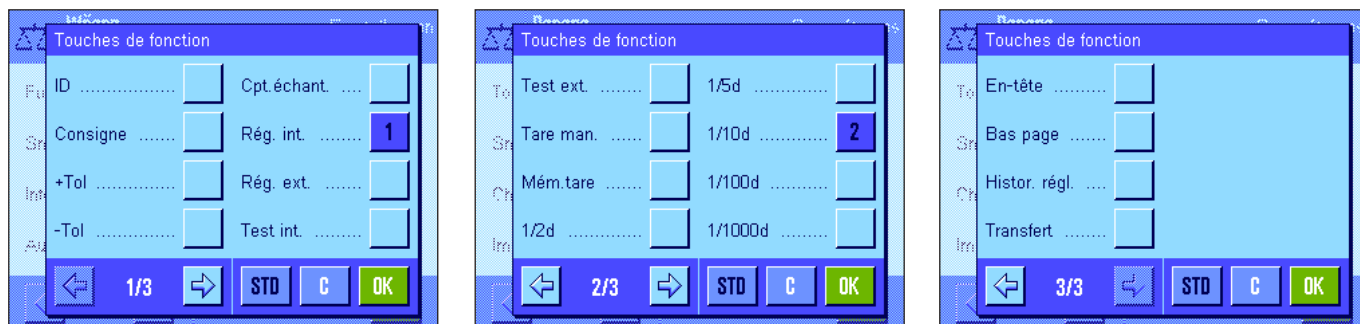 Touches de fonction
ID .................. Cpt.échant. ....
Consigne ....... Rég. int. ........ 1
+Tol ............... Rég. ext. ........
-Tol ............... Test int. .........
1/3 STD C OK
Touches de fonction
Test ext. ......... 1/5d ...............
Tare man. ....... 1/10d ............. 2
Mém.tare ....... 1/100d ...........
1/2d .............. 1/1000d .........
2/3 STD C OK
Touches de fonction
En-tête ..........
Bas page .......
Histor. régl. ....
Transfert ........
3/3 STD C OK